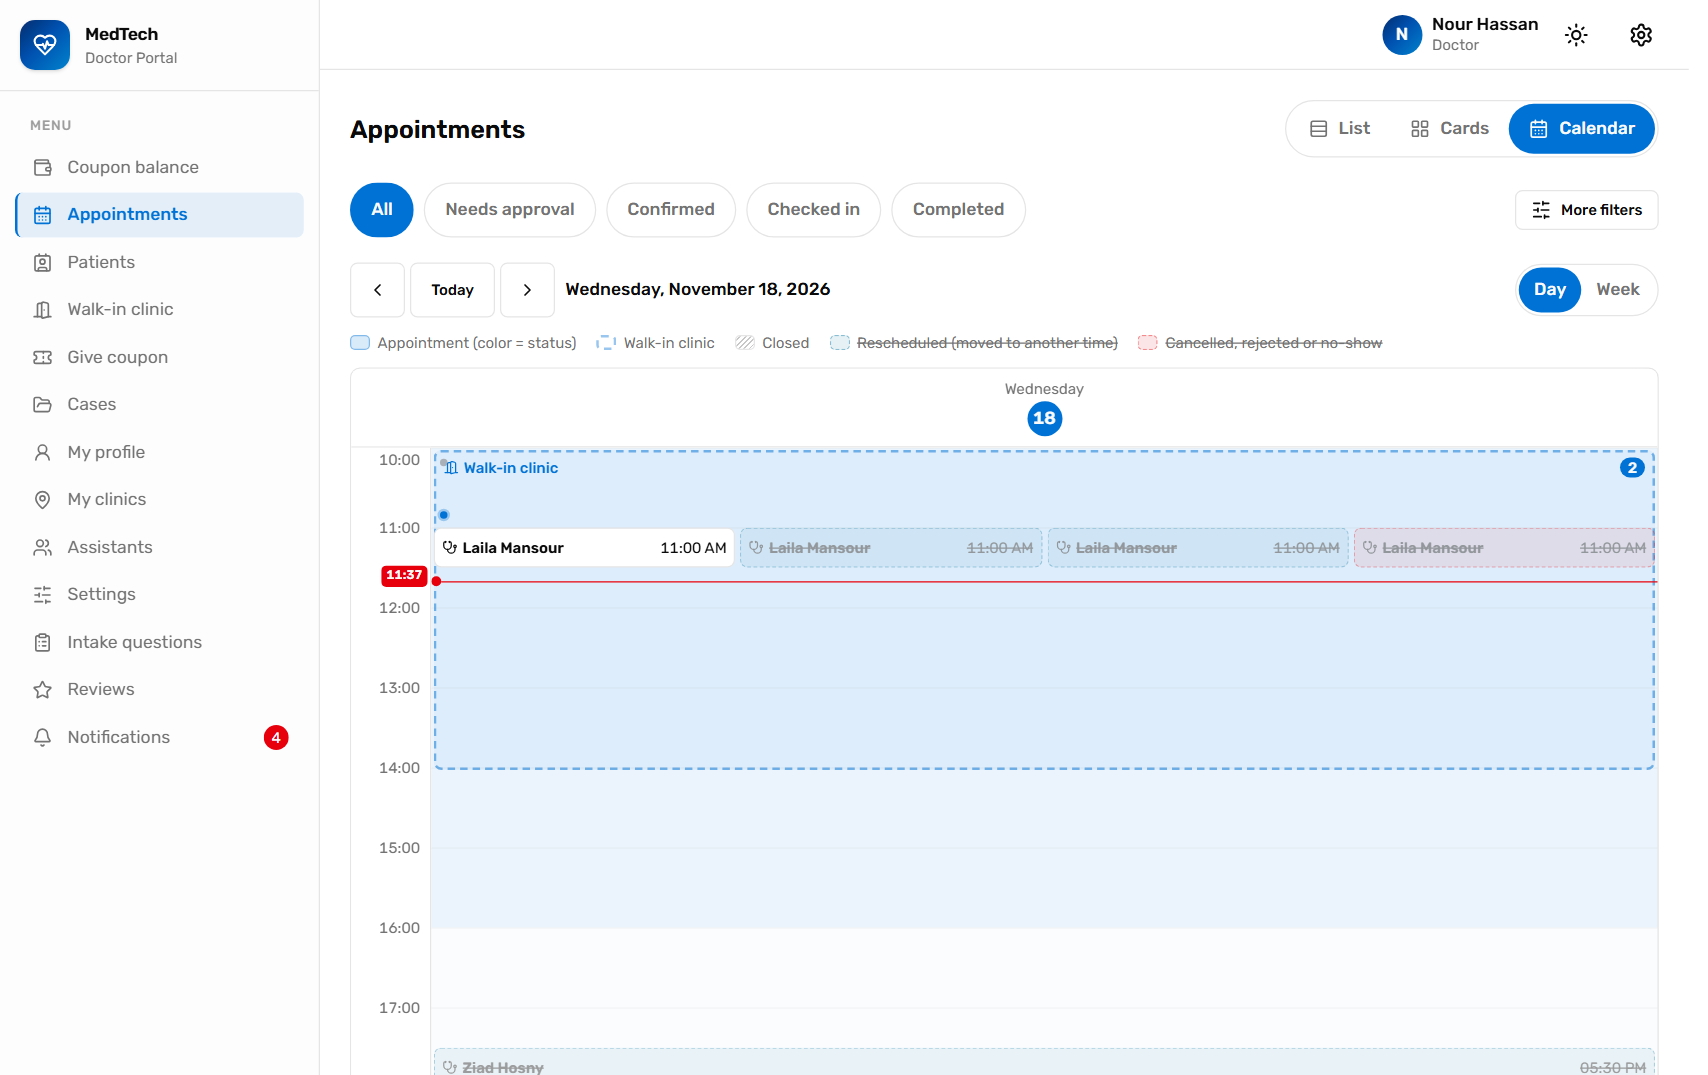 MedTech
Doctor Portal
N
Nour Hassan
Doctor
MENU
Coupon balance
Appointments
Patients
Walk-in clinic
Give coupon
Cases
My profile
My clinics
Assistants
Settings
Intake questions
Reviews
Notifications
4
Appointments
List
Cards
Calendar
All
Needs approval
Confirmed
Checked in
Completed
More filters
Today
Wednesday, November 18, 2026
Day
Week
Appointment (color = status)
Walk-in clinic
Closed
Rescheduled (moved to another time)
Cancelled, rejected or no-show
Wednesday
18
10:00
Walk-in clinic
2
11:00
Laila Mansour 11:00 AM
Laila Mansour 11:00 AM
Laila Mansour 11:00 AM
Laila Mansour 11:00 AM
11:37
12:00
13:00
14:00
15:00
16:00
17:00
Ziad Hosny 05:30 PM